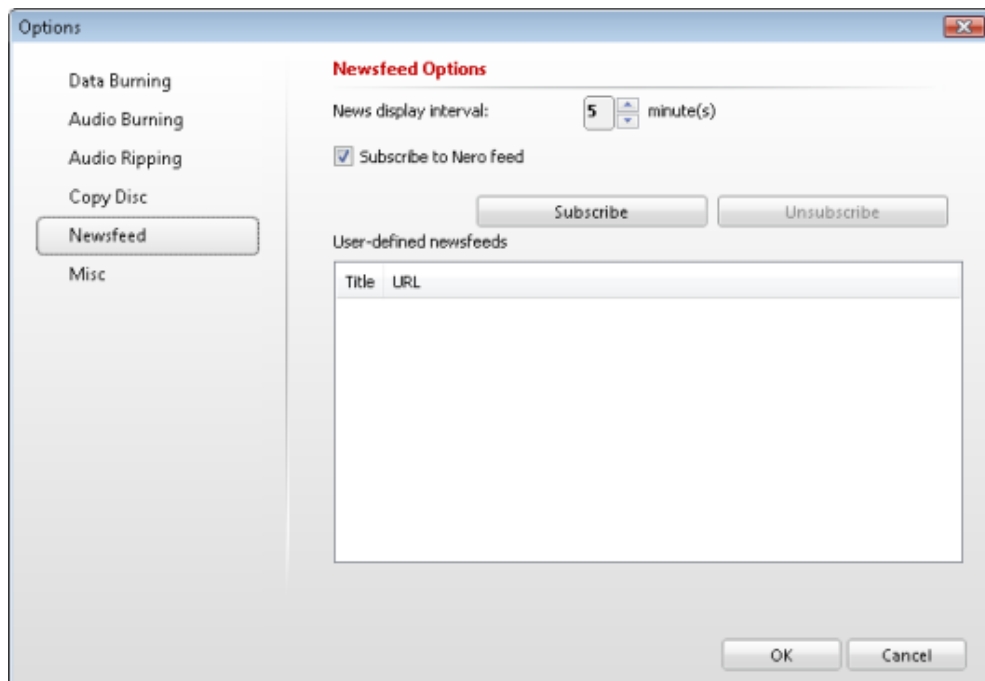 Options
Data Burning
Audio Burning
Audio Ripping
Copy Disc
Newsfeed
Misc
Newsfeed Options
News display interval: 5 minute(s)
Subscribe to Nero feed
Subscribe Unsubscribe
User-defined newsfeeds
Title URL
OK Cancel